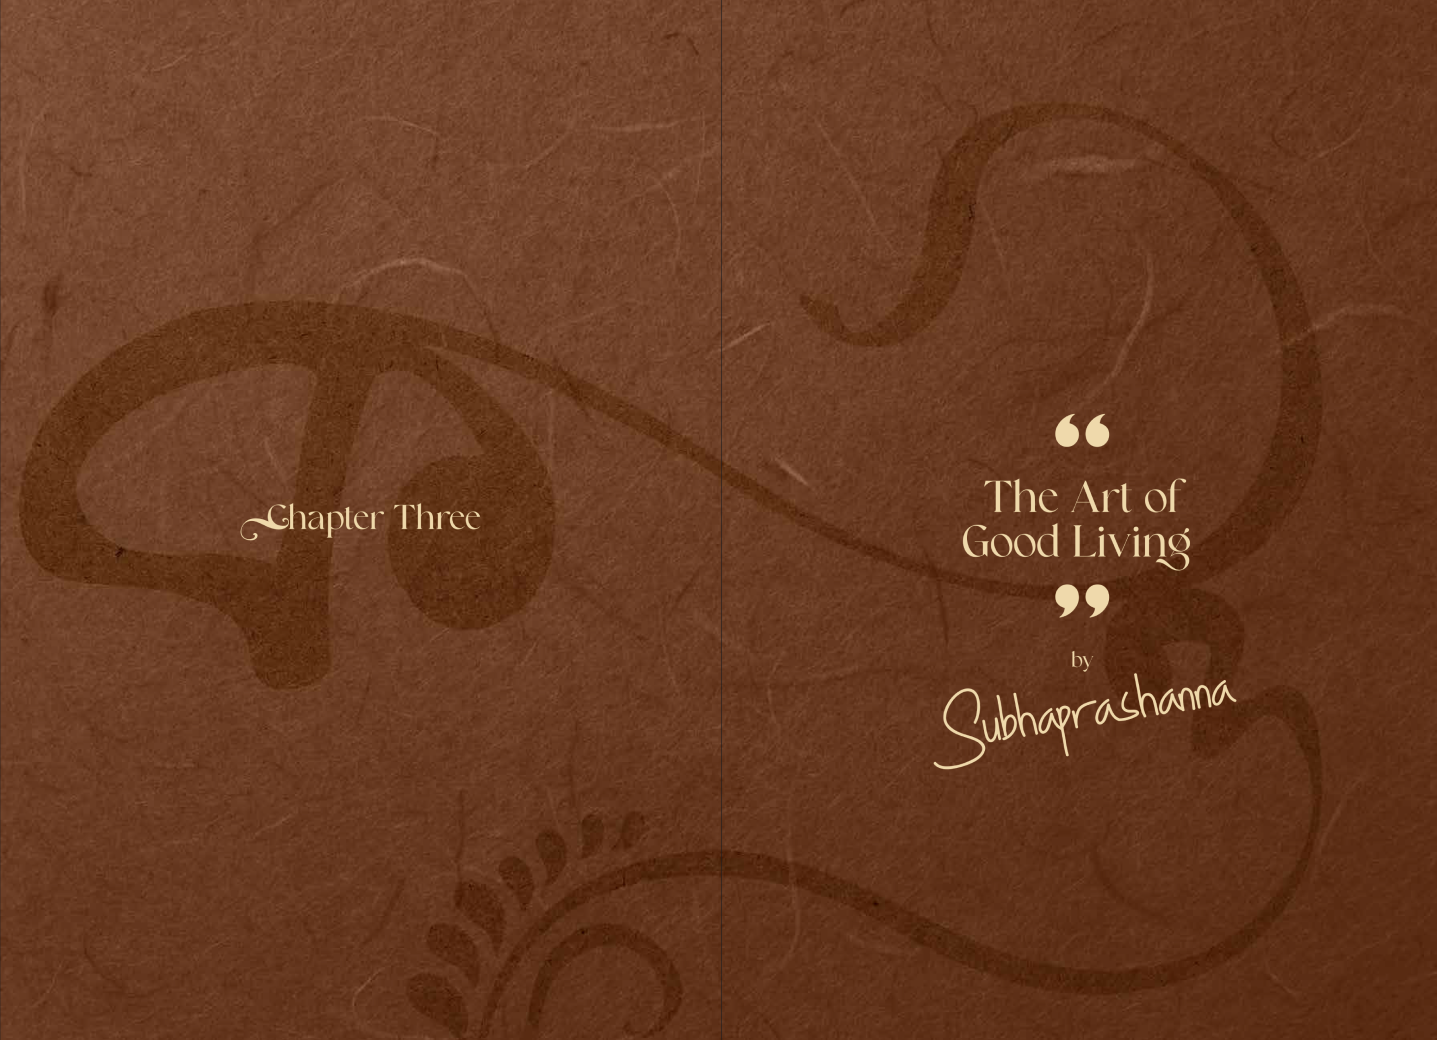 Chapter Three
“
The Art of
Good Living
”
by
Subhaprashanna